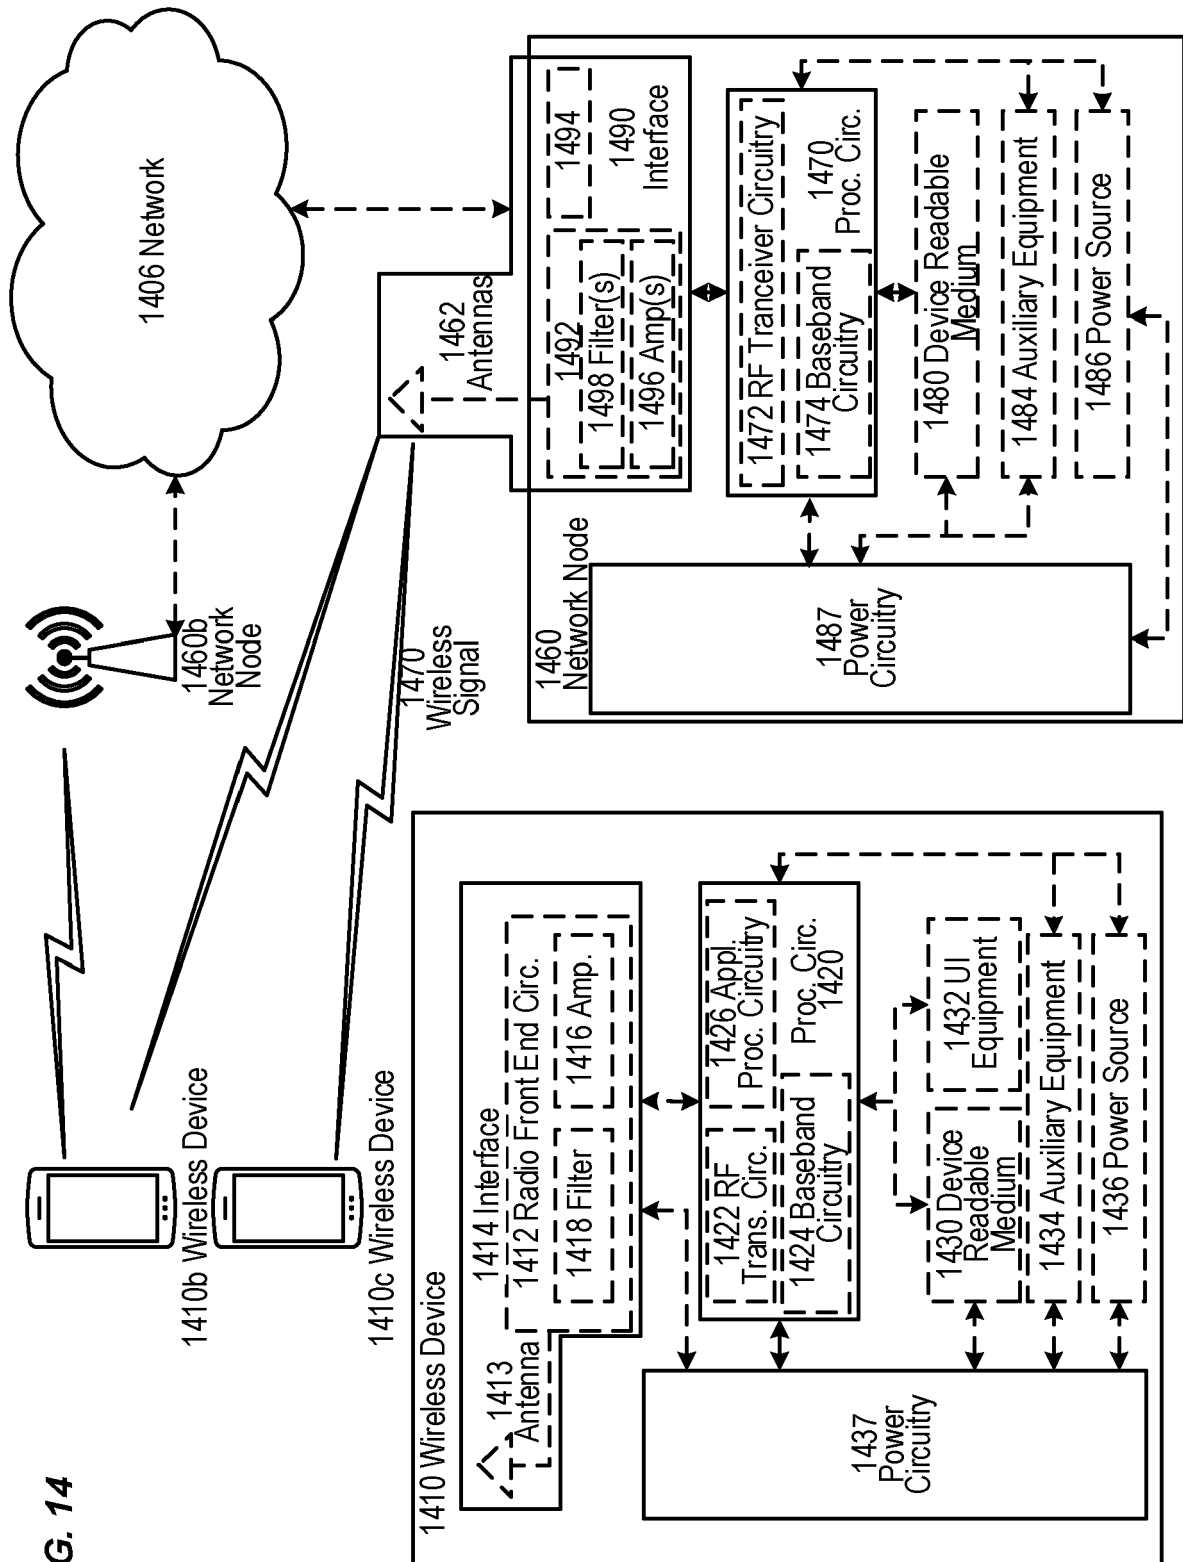 G. 14
1406 Network
1460b
Network
Node
1410b Wireless Device
1410c Wireless Device
1470
Wireless
Signal
1462
Antennas
1410 Wireless Device
1413
Antenna
1414 Interface
1412 Radio Front End Circ.
1418 Filter
1416 Amp.
1422 RF
Trans. Circ.
1426 Appl.
Proc. Circuitry
1424 Baseband
Circuitry
Proc. Circ.
1420
1430 Device
Readable
Medium
1432 UI
Equipment
1434 Auxiliary Equipment
1436 Power Source
1437
Power
Circuitry
1460
Network Node
1492
1498 Filter(s)
1496 Amp(s)
1494
1490
Interface
1472 RF Tranceiver Circuitry
1474 Baseband
Circuitry
1470
Proc. Circ.
1480 Device Readable
Medium
1484 Auxiliary Equipment
1486 Power Source
1487
Power
Circuitry